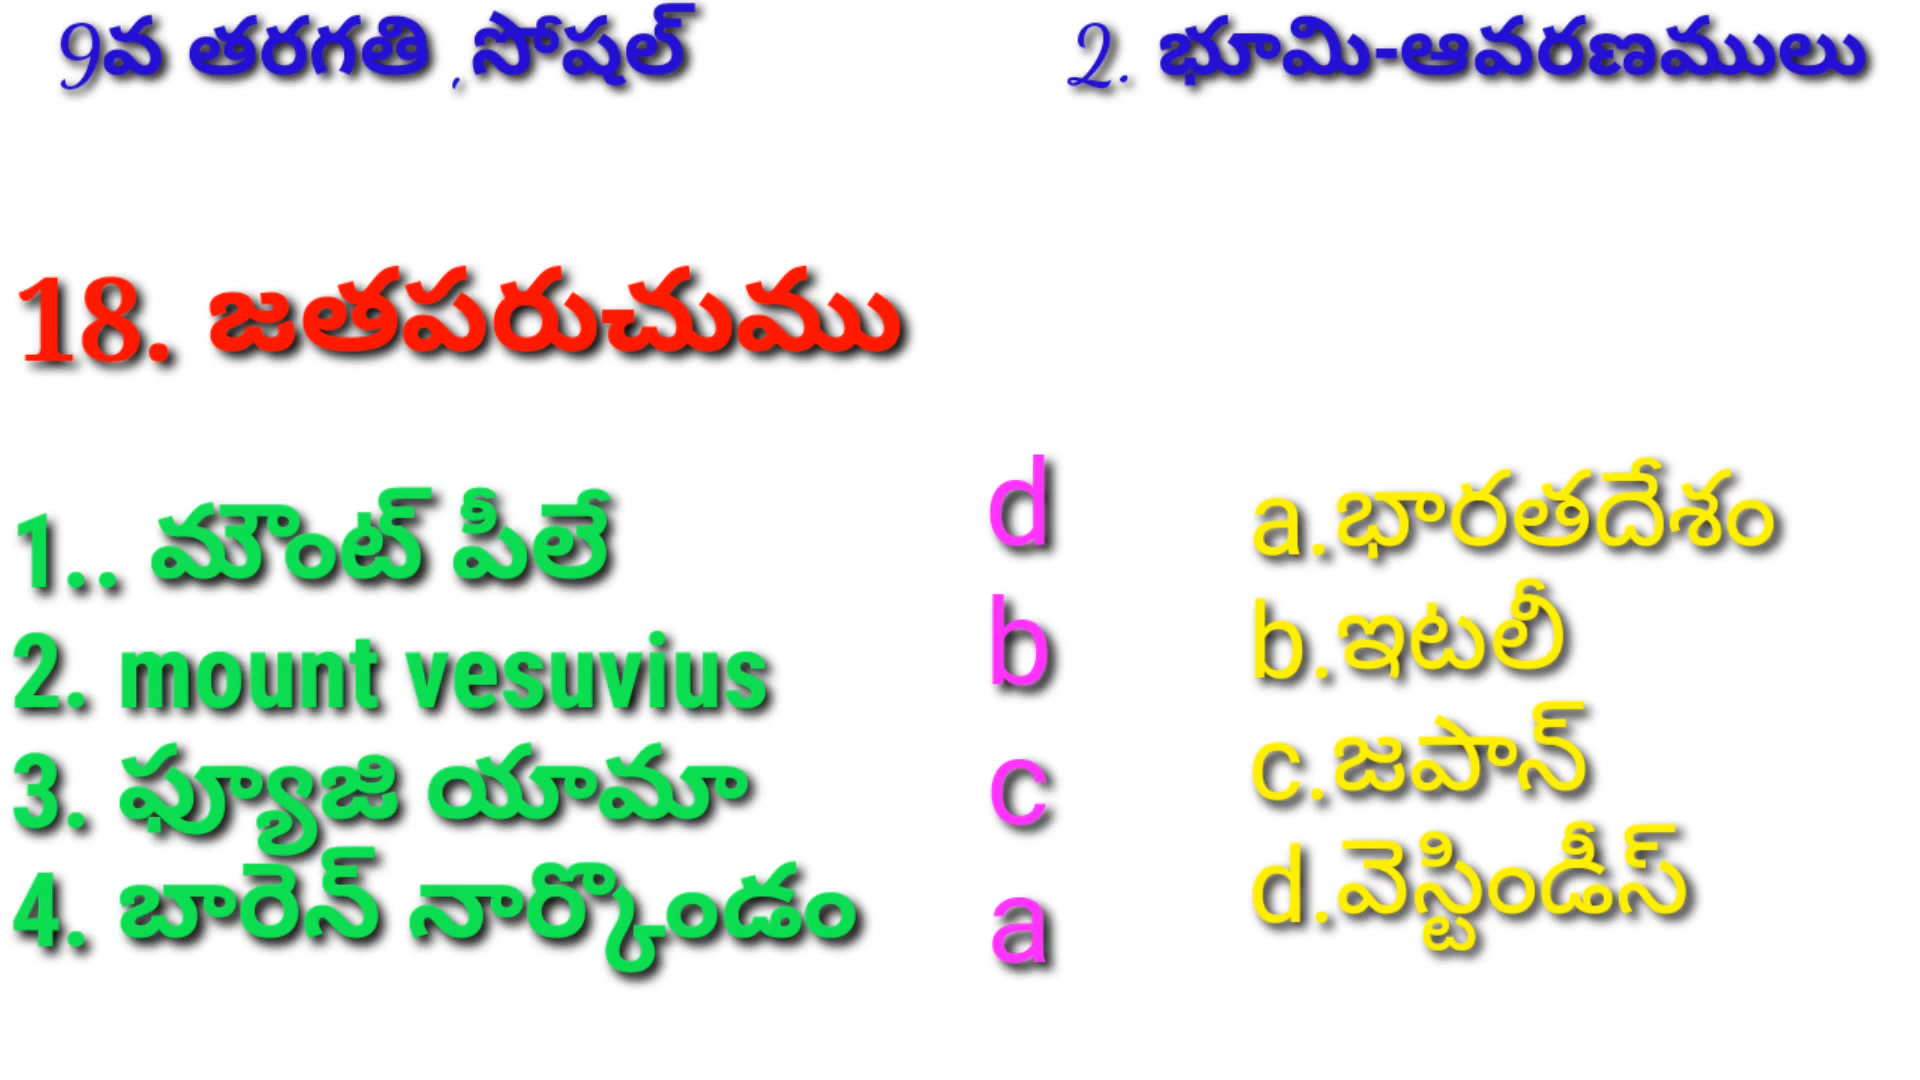 9వ తరగతి ,సోషల్ 2. భూమి-ఆవరణములు
18. జతపరుచుము
1.. మౌంట్ పీలే d a.భారతదేశం
2. mount vesuvius b b.ఇటలీ
3. ఫ్యూజి యామా c c.జపాన్
4. బారెన్ నార్కొండం a d.వెస్టిండీస్